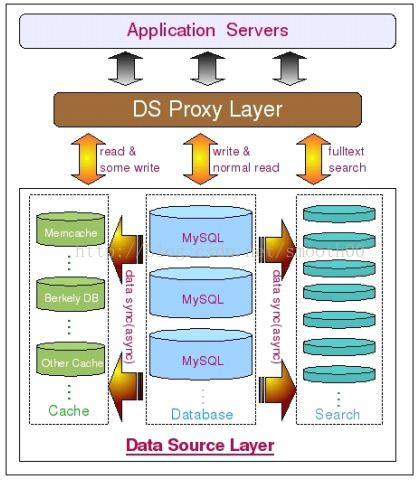 Application Servers
DS Proxy Layer
read &
some write
write &
normal read
fulltext
search
Memcache
Berkely DB
Other Cache
Cache
data sync(async)
MySQL
MySQL
MySQL
Database
data sync(async)
Search
Data Source Layer